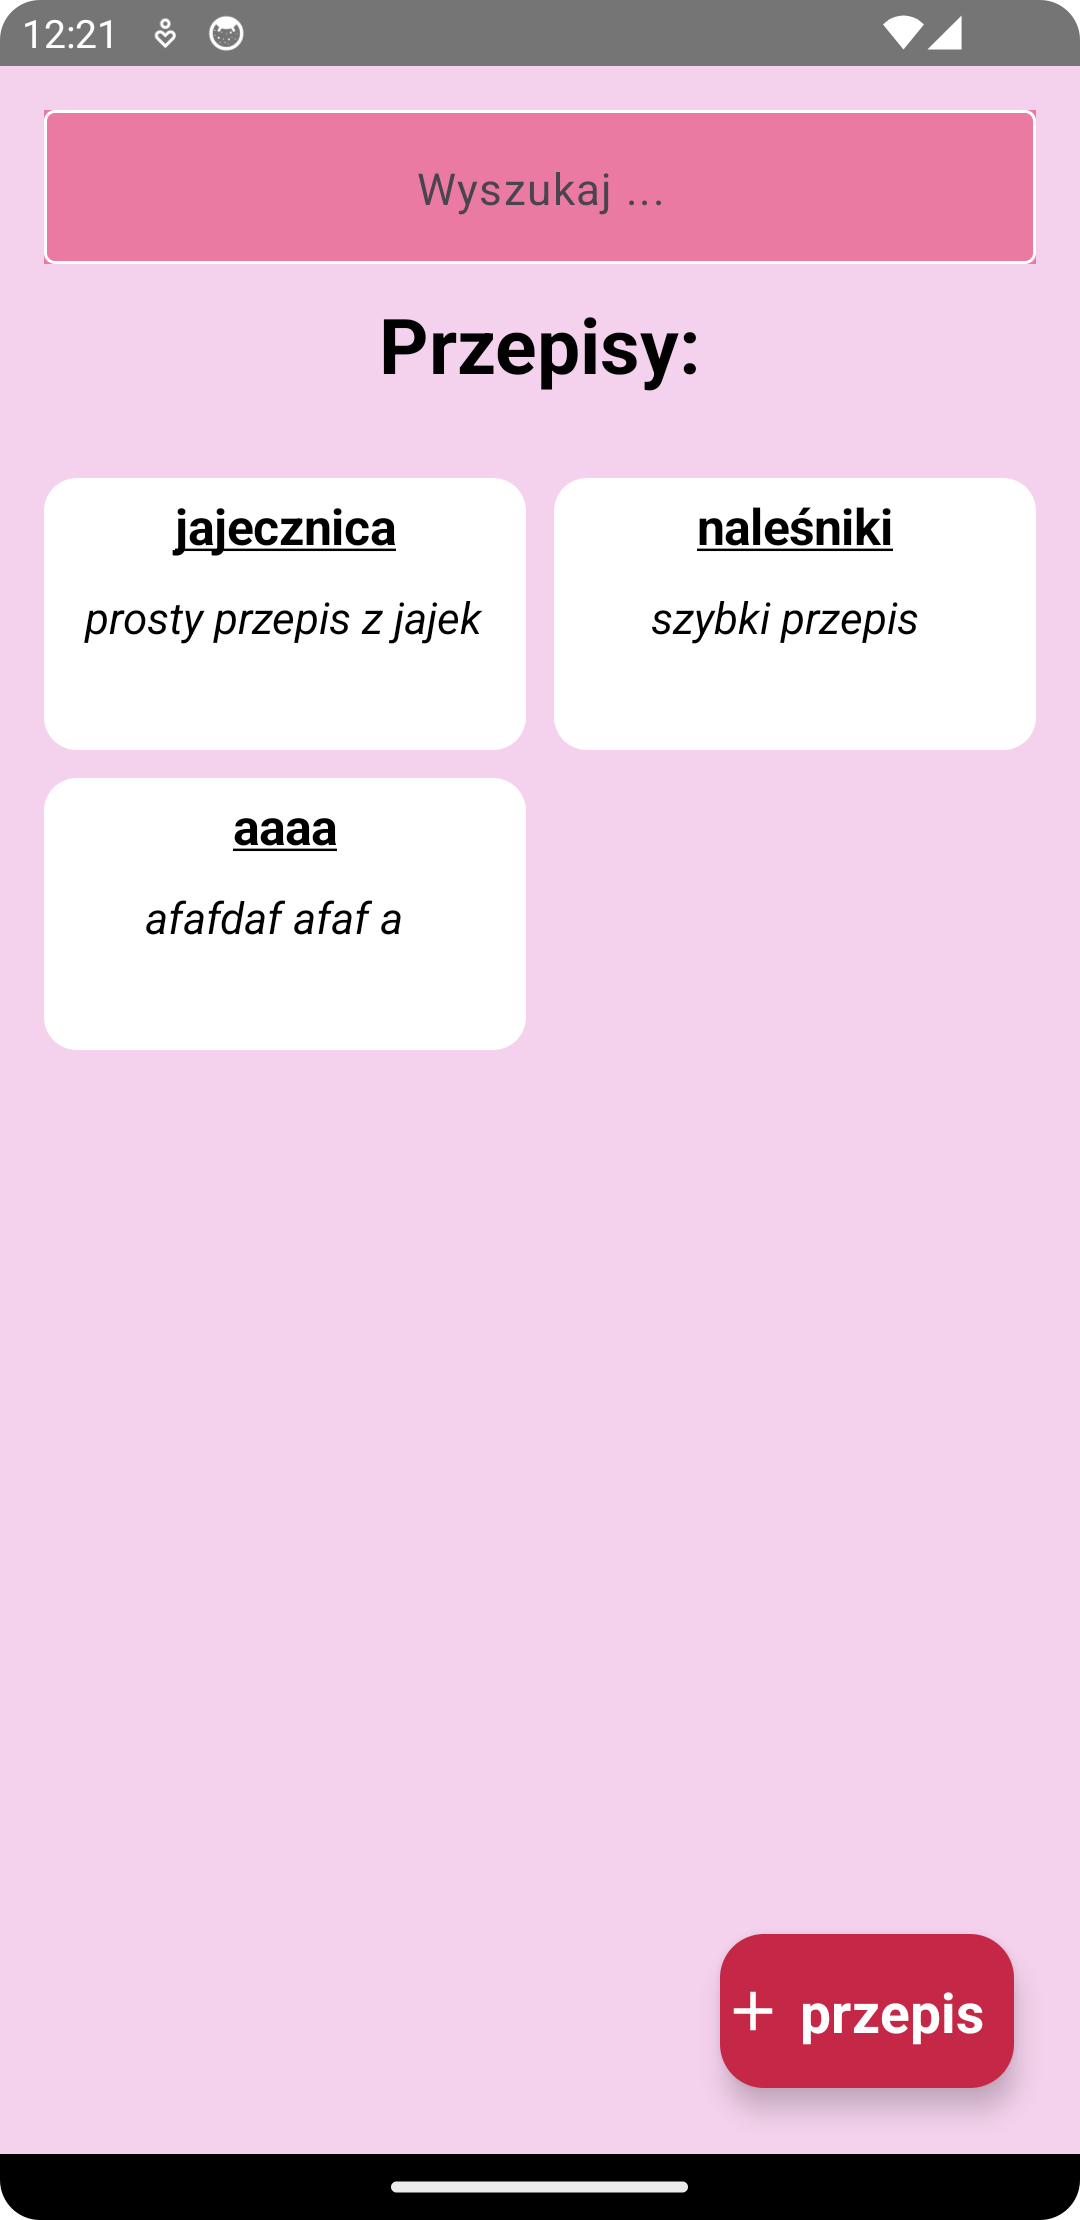 12:21
Wyszukaj ...
Przepisy:
jajecznica
prosty przepis z jajek
naleśniki
szybki przepis
aaaa
afafdaf afaf a
+ przepis